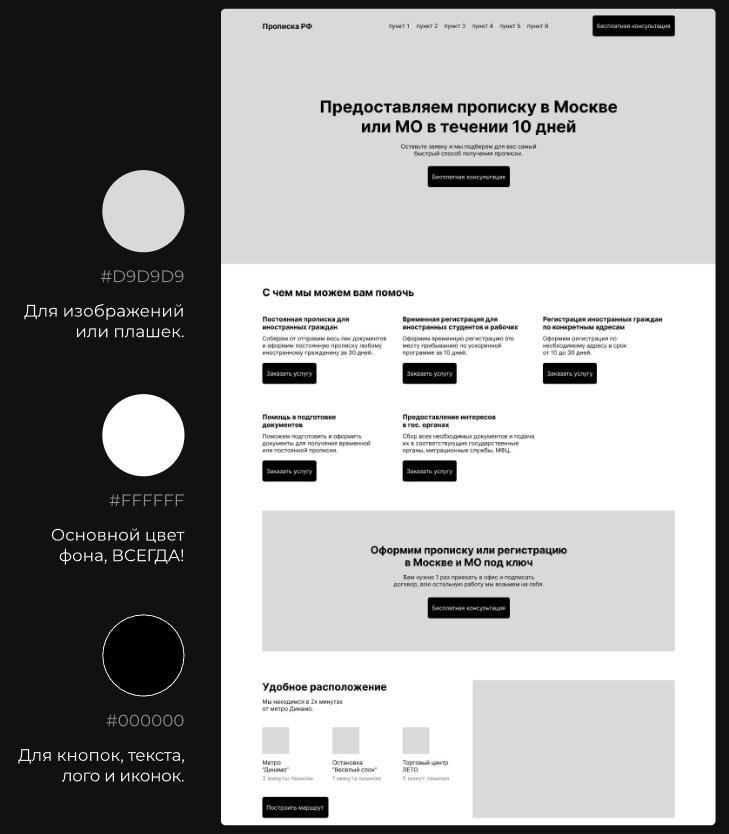 #D9D9D9
Для изображений
или плашек.
#FFFFFF
Основной цвет
фона, ВСЕГДА!
#000000
Для кнопок, текста,
лого и иконок.
Прописка РФ
пункт 1 пункт 2 пункт 3 пункт 4 пункт 5 пункт 6
Бесплатная консультация
Предоставляем прописку в Москве
или МО в течении 10 дней
Оставьте заявку и мы подберем для вас самый
быстрый способ получения прописки.
Бесплатная консультация
С чем мы можем вам помочь
Постоянная прописка для
иностранных граждан
Соберем от отправим весь пак документов
и оформим постоянную прописку любому
иностранному гражданину за 30 дней.
Заказать услугу
Временная регистрация для
иностранных студентов и рабочих
Оформим временную регистрацию (по
месту прибывания) по ускоренной
программе за 10 дней.
Заказать услугу
Регистрация иностранных граждан
по конкретным адресам
Оформим регистрацию по
необходимому адресу в срок
от 10 до 30 дней.
Заказать услугу
Помощь в подготовке
документов
Поможем подготовить и оформить
документы для получения временной
или постоянной прописки.
Заказать услугу
Предоставление интересов
в гос. органах
Сбор всех необходимых документов и подача
их в соответствующие государственные
органы, миграционные службы, МФЦ.
Заказать услугу
Оформим прописку или регистрацию
в Москве и МО под ключ
Вам нужно 1 раз приехать в офис и подписать
договор, всю остальную работу мы возьмем на себя.
Бесплатная консультация
Удобное расположение
Мы находимся в 2х минутах
от метро Динамо.
Метро
"Динамо"
2 минуты пешком
Остановка
"Веселый слон"
1 минута пешком
Торговый центр
ЛЕТО
5 минут пешком
Построить маршрут